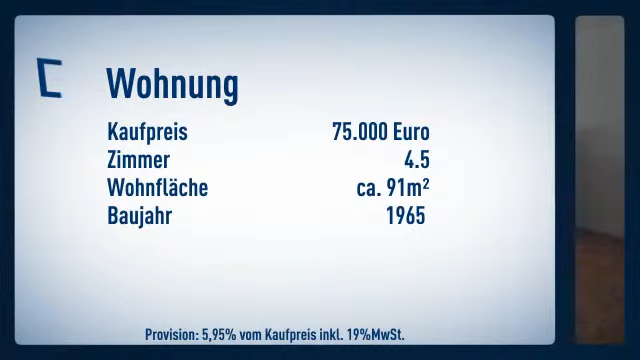 Wohnung
Kaufpreis 75.000 Euro
Zimmer 4.5
Wohnfläche ca. 91m²
Baujahr 1965
Provision: 5,95% vom Kaufpreis inkl. 19%MwSt.